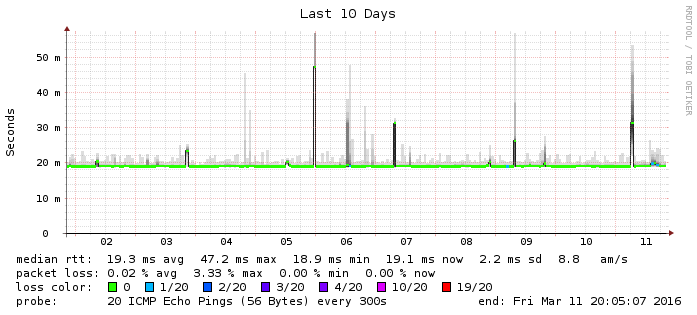 Last 10 Days
RRDTOOL / TOBI OETIKER
Seconds
50 m
40 m
30 m
20 m
10 m
0
02 03 04 05 06 07 08 09 10 11
median rtt: 19.3 ms avg 47.2 ms max 18.9 ms min 19.1 ms now 2.2 ms sd 8.8 am/s
packet loss: 0.02 % avg 3.33 % max 0.00 % min 0.00 % now
loss color: 0 1/20 2/20 3/20 4/20 10/20 19/20
probe: 20 ICMP Echo Pings (56 Bytes) every 300s end: Fri Mar 11 20:05:07 2016